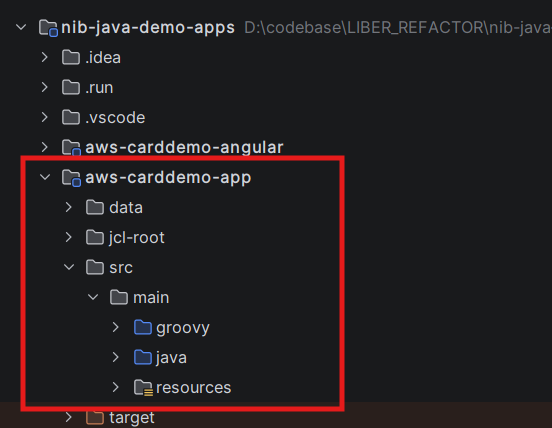 nib-java-demo-apps D:\codebase\LIBER_REFACTOR\nib-java-
.idea
.run
.vscode
aws-carddemo-angular
aws-carddemo-app
data
jcl-root
src
main
groovy
java
resources
target